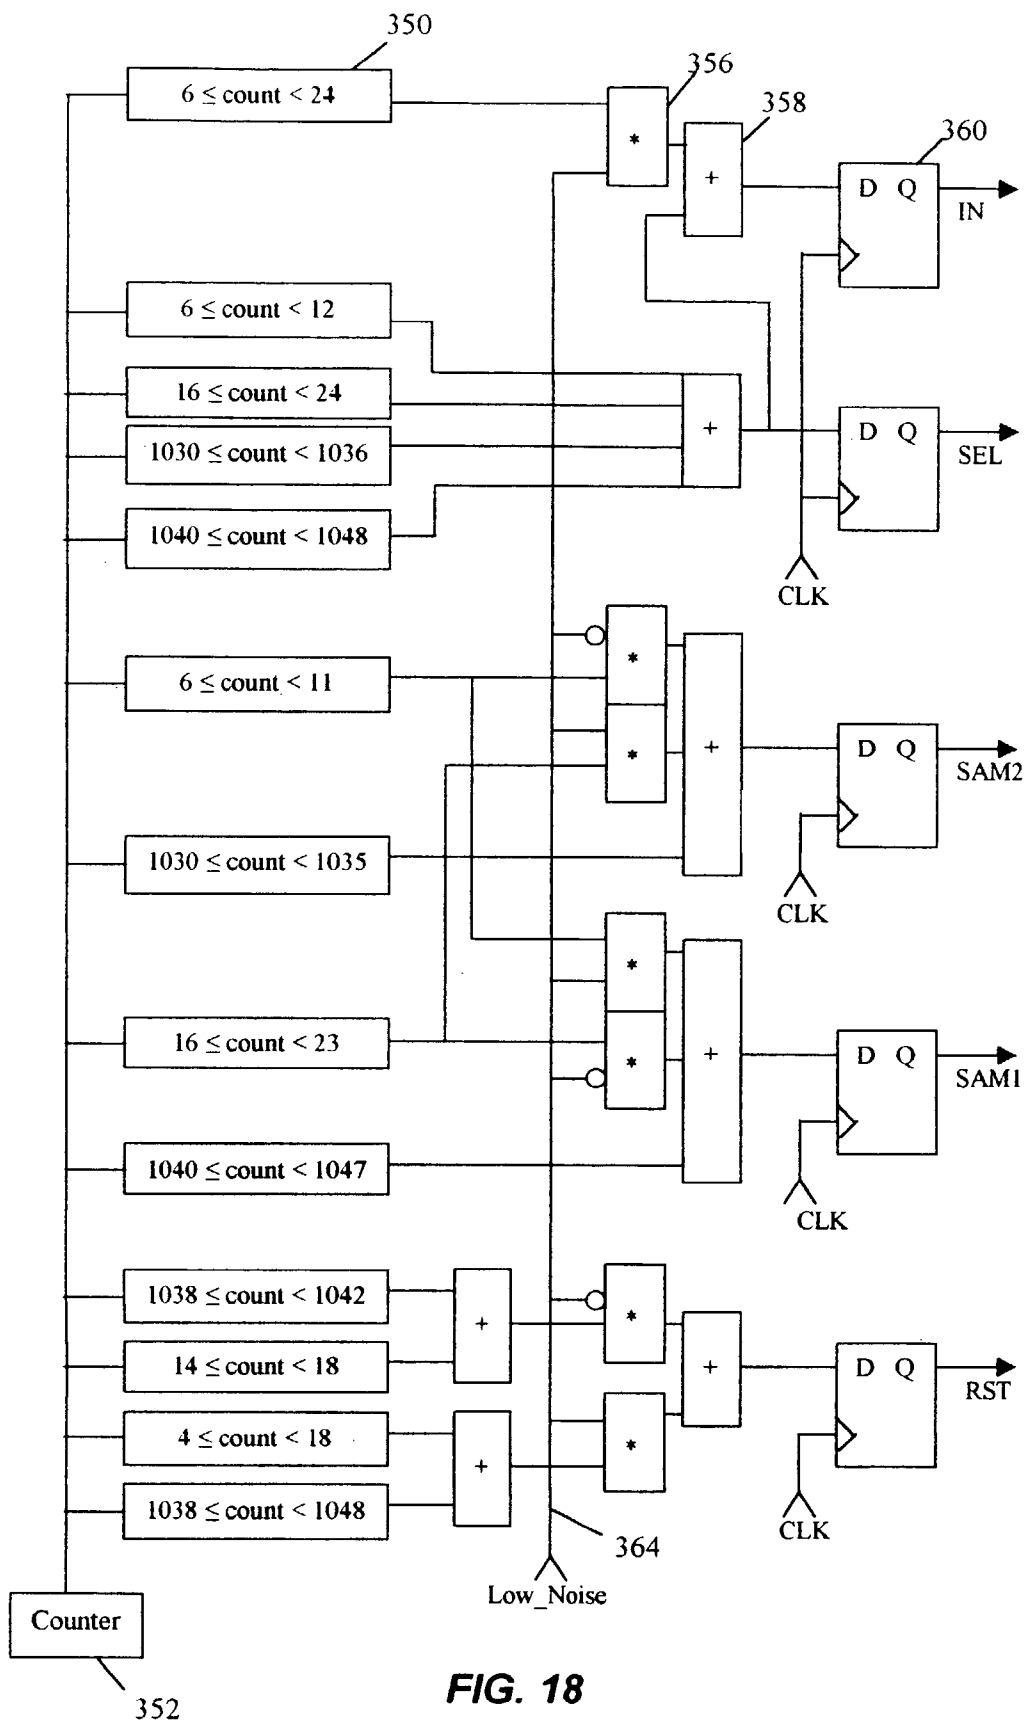 350
6 ≤ count < 24
356
*
358
+
360
D Q
IN
6 ≤ count < 12
16 ≤ count < 24
1030 ≤ count < 1036
1040 ≤ count < 1048
+
D Q
SEL
CLK
*
6 ≤ count < 11
*
+
D Q
SAM2
1030 ≤ count < 1035
CLK
*
16 ≤ count < 23
*
+
D Q
SAM1
1040 ≤ count < 1047
CLK
1038 ≤ count < 1042
+
*
14 ≤ count < 18
+
D Q
RST
4 ≤ count < 18
+
*
1038 ≤ count < 1048
CLK
364
Low_Noise
Counter
352
FIG. 18